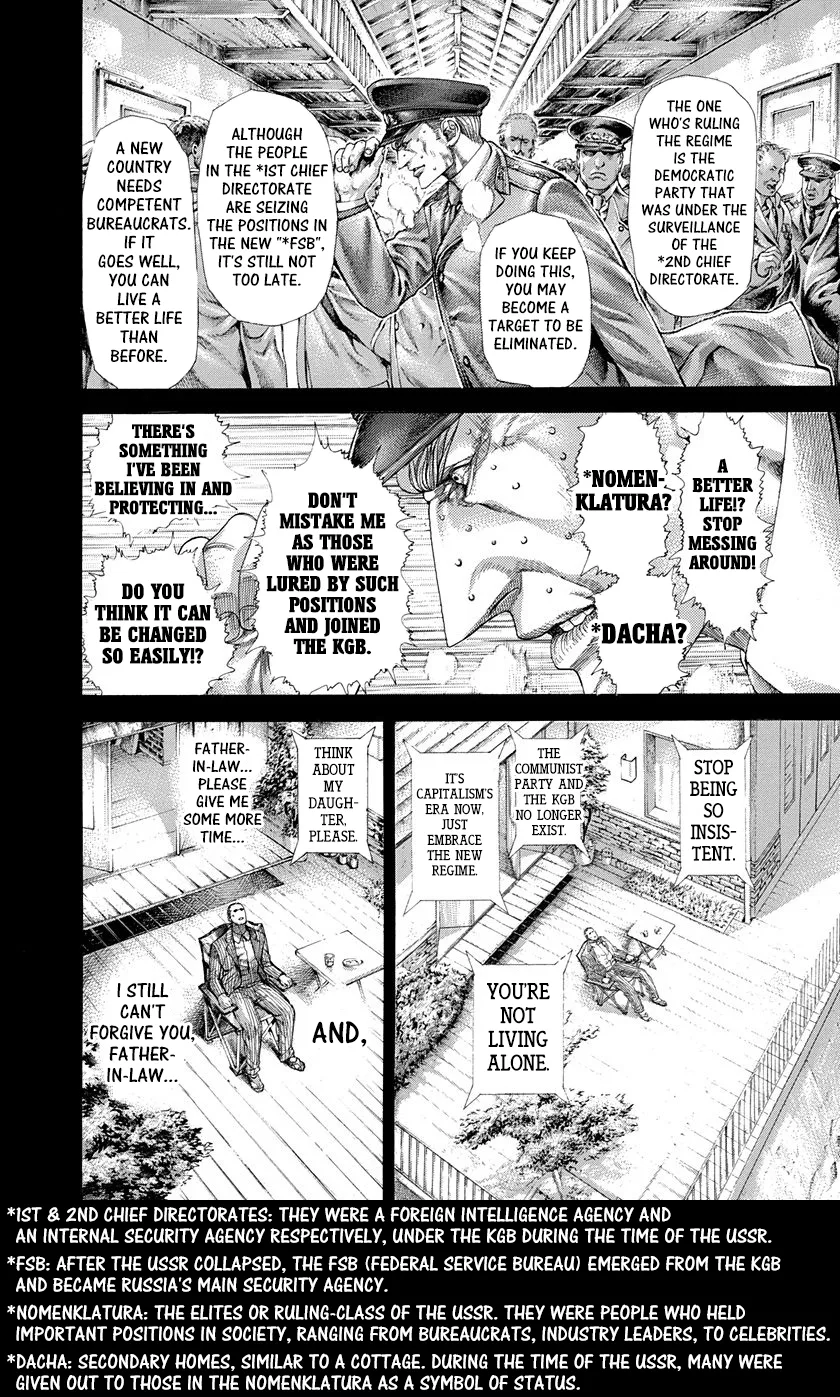 THE ONE
WHO'S RULING
THE REGIME
IS THE
DEMOCRATIC
PARTY THAT
WAS UNDER THE
SURVEILLANCE
OF THE
*2ND CHIEF
DIRECTORATE.
IF YOU KEEP
DOING THIS,
YOU MAY
BECOME A
TARGET TO BE
ELIMINATED.
ALTHOUGH
THE PEOPLE
IN THE *1ST CHIEF
DIRECTORATE
ARE SEIZING
THE POSITIONS IN
THE NEW "*FSB",
IT'S STILL NOT
TOO LATE.
A NEW
COUNTRY
NEEDS
COMPETENT
BUREAUCRATS.
IF IT
GOES WELL,
YOU CAN
LIVE A
BETTER LIFE
THAN
BEFORE.
A
BETTER
LIFE!?
STOP
MESSING
AROUND!
*NOMEN-
KLATURA?
*DACHA?
DON'T
MISTAKE ME
AS THOSE
WHO WERE
LURED BY SUCH
POSITIONS
AND JOINED
THE KGB.
THERE'S
SOMETHING
I'VE BEEN
BELIEVING IN AND
PROTECTING...
DO YOU
THINK IT CAN
BE CHANGED
SO EASILY!?
STOP
BEING
SO
INSIS-
TENT.
THE
COMMUNIST
PARTY AND
THE KGB
NO LONGER
EXIST.
IT'S
CAPITALISM'S
ERA NOW,
JUST
EMBRACE
THE NEW
REGIME.
YOU'RE
NOT
LIVING
ALONE.
THINK
ABOUT
MY
DAUGH-
TER,
PLEASE.
FATHER-
IN-LAW...
PLEASE
GIVE ME
SOME MORE
TIME...
AND,
I STILL
CAN'T
FORGIVE YOU,
FATHER-
IN-LAW...
*1ST & 2ND CHIEF DIRECTORATES: THEY WERE A FOREIGN INTELLIGENCE AGENCY AND
AN INTERNAL SECURITY AGENCY RESPECTIVELY, UNDER THE KGB DURING THE TIME OF THE USSR.
*FSB: AFTER THE USSR COLLAPSED, THE FSB (FEDERAL SERVICE BUREAU) EMERGED FROM THE KGB
AND BECAME RUSSIA'S MAIN SECURITY AGENCY.
*NOMENKLATURA: THE ELITES OR RULING-CLASS OF THE USSR. THEY WERE PEOPLE WHO HELD
IMPORTANT POSITIONS IN SOCIETY, RANGING FROM BUREAUCRATS, INDUSTRY LEADERS, TO CELEBRITIES.
*DACHA: SECONDARY HOMES, SIMILAR TO A COTTAGE. DURING THE TIME OF THE USSR, MANY WERE
GIVEN OUT TO THOSE IN THE NOMENKLATURA AS A SYMBOL OF STATUS.